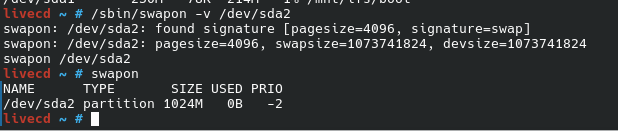 livecd ~ # /sbin/swapon -v /dev/sda2
swapon: /dev/sda2: found signature [pagesize=4096, signature=swap]
swapon: /dev/sda2: pagesize=4096, swapsize=1073741824, devsize=1073741824
swapon /dev/sda2
livecd ~ # swapon
NAME      TYPE       SIZE USED PRIO
/dev/sda2 partition 1024M   0B   -2
livecd ~ #